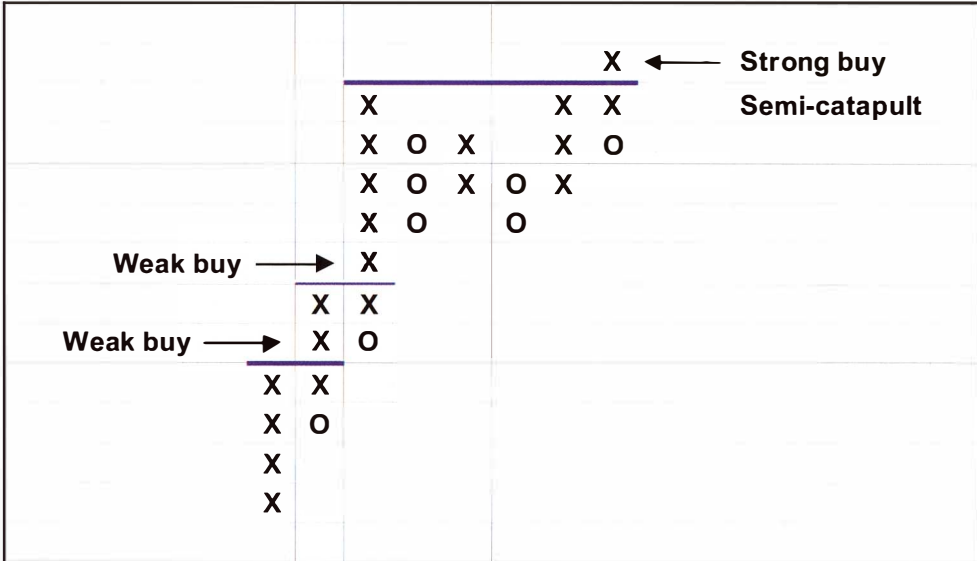 X Strong buy
X X X Semi-catapult
X O X X O
X O X O X
X O O
Weak buy X
X X
Weak buy X O
X X
X O
X
X